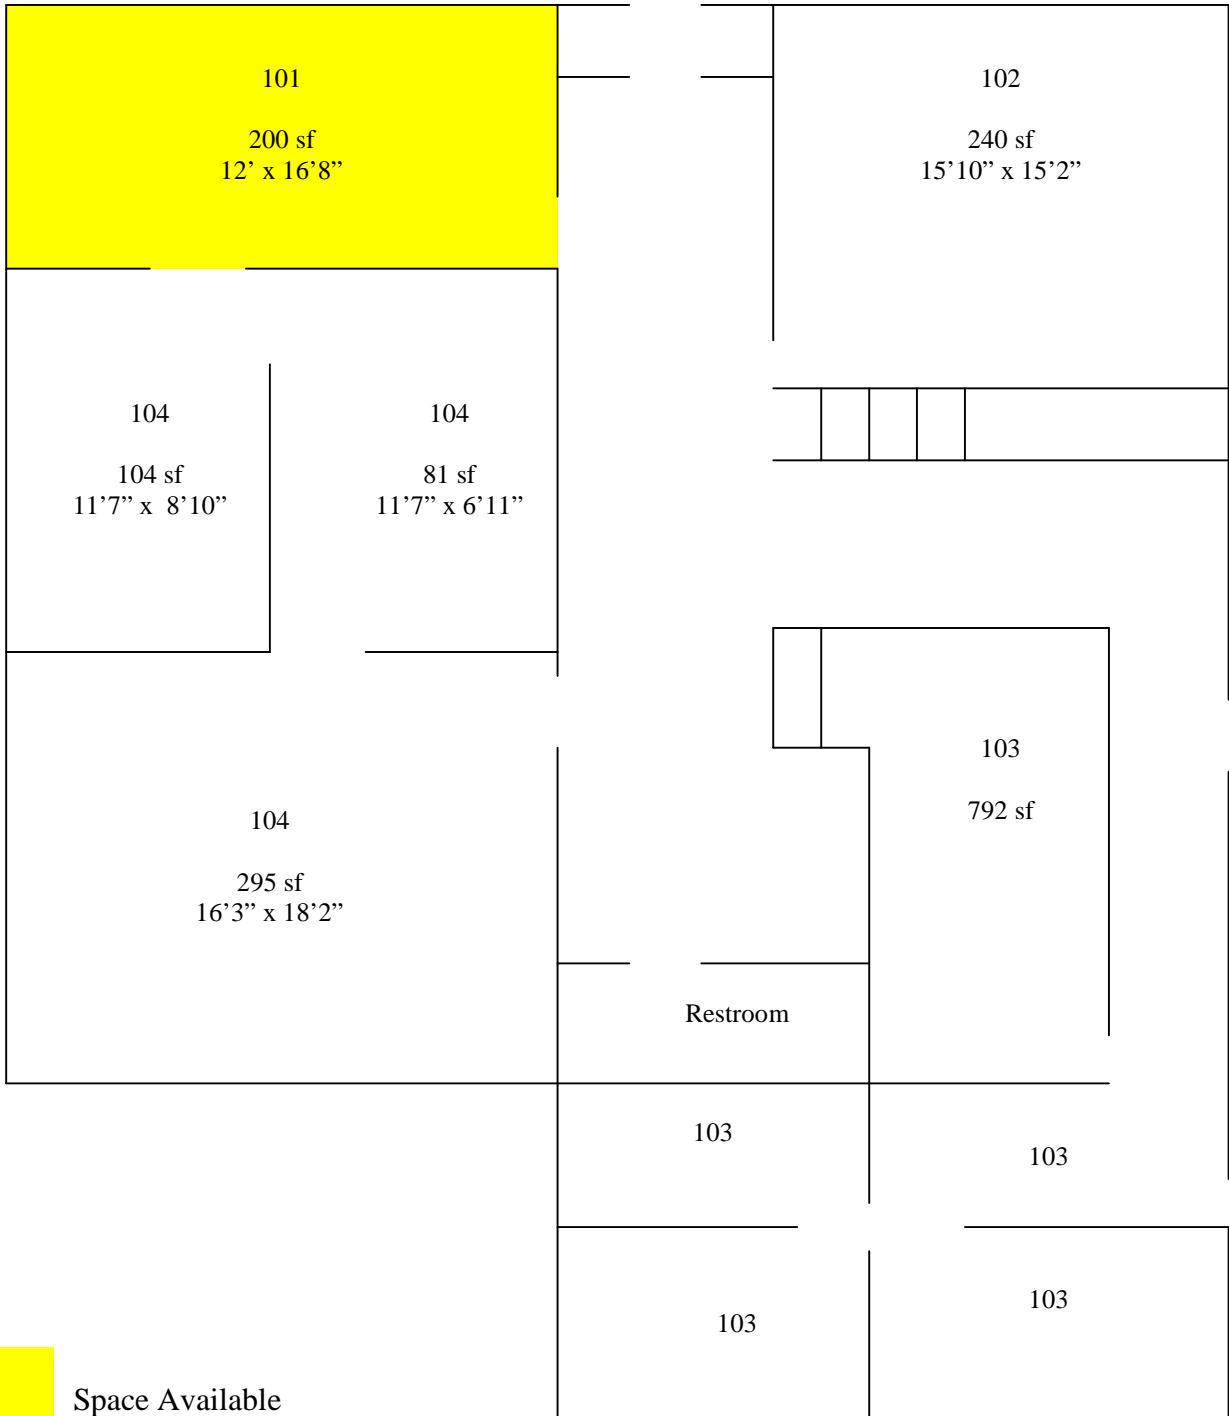 101
200 sf
12’ x 16’8”
102
240 sf
15’10” x 15’2”
104
104 sf
11’7” x  8’10”
104
81 sf
11’7” x 6’11”
103
792 sf
104
295 sf
16’3” x 18’2”
Restroom
103
103
103
103
Space Available